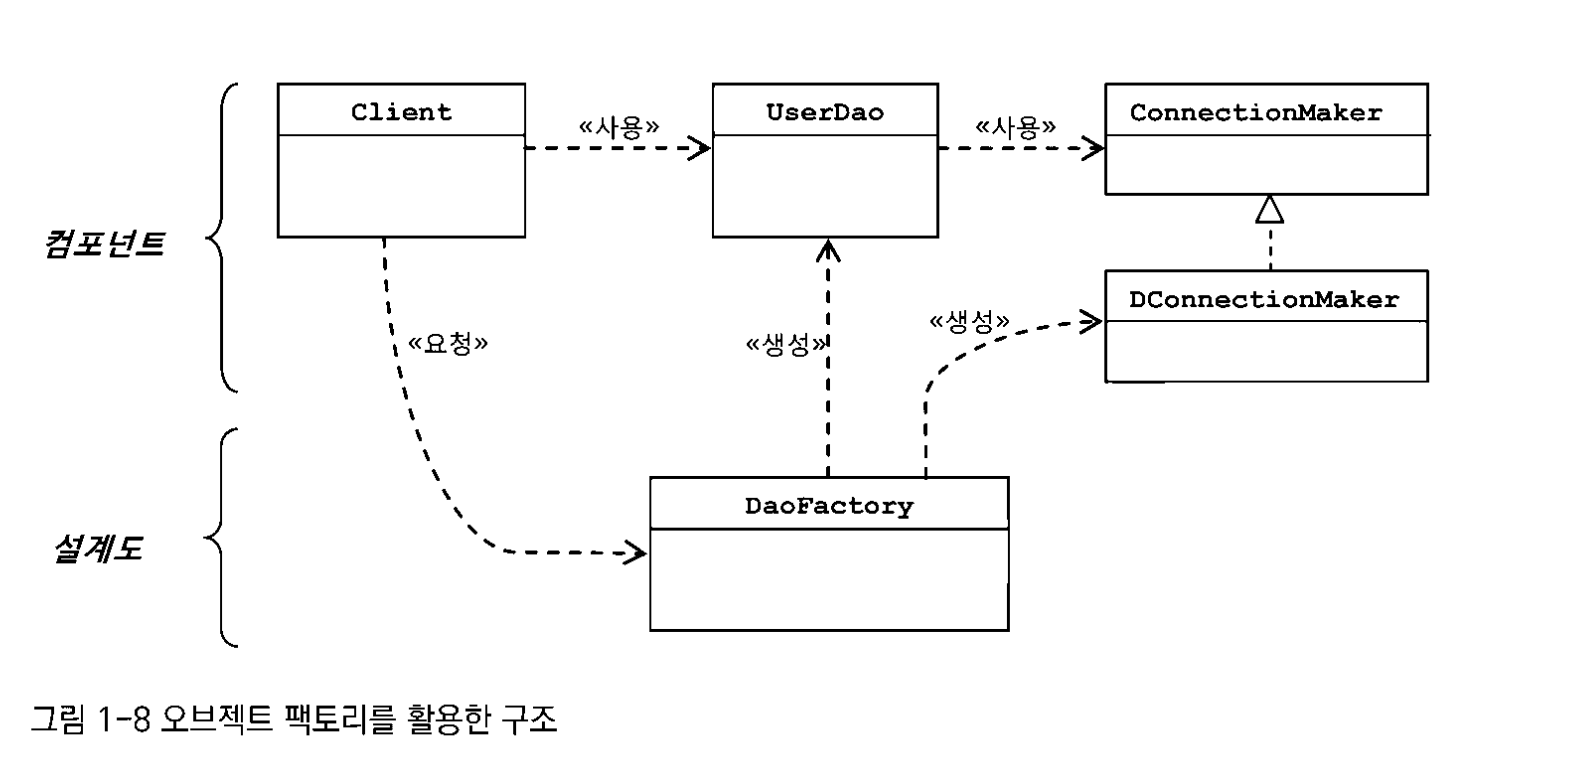 Client
UserDao
ConnectionMaker
«사용»
«사용»
컴포넌트
DConnectionMaker
«요청»
«생성»
«생성»
DaoFactory
설계도
그림 1-8 오브젝트 팩토리를 활용한 구조